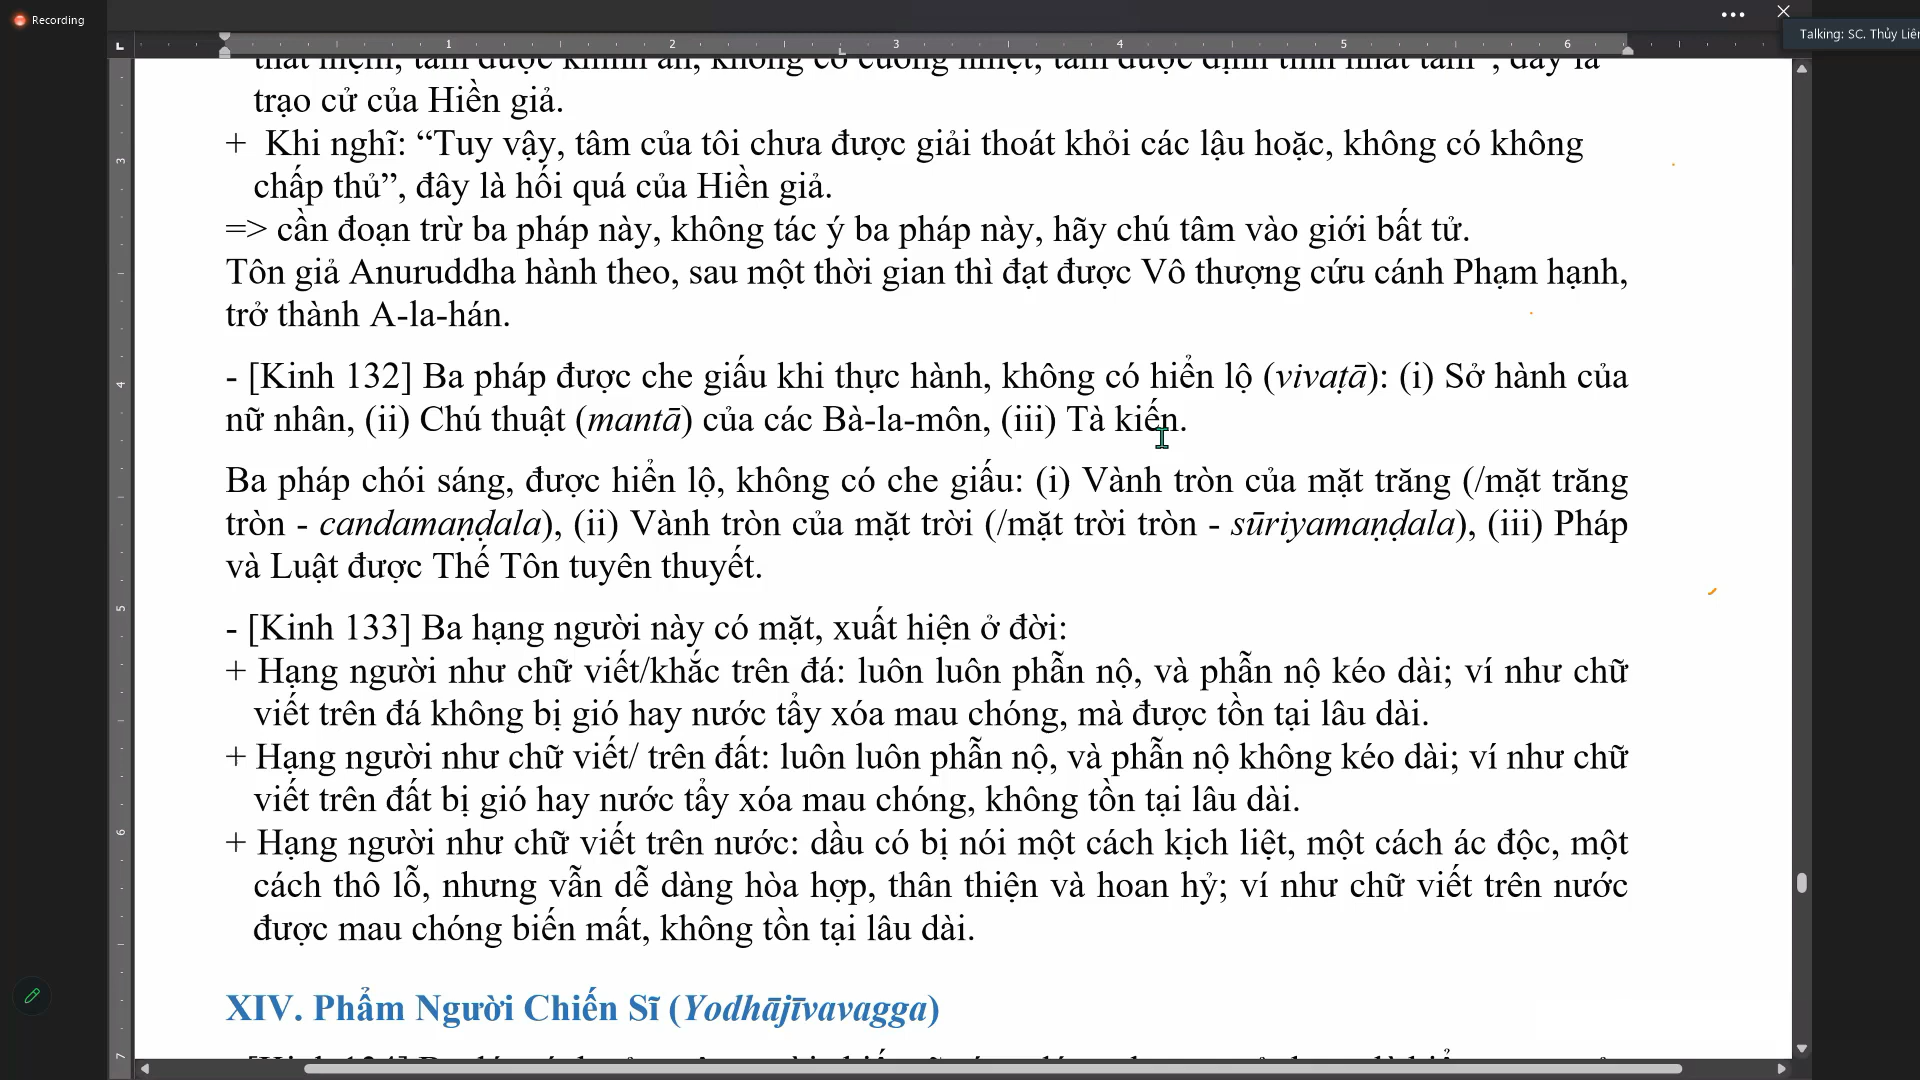 Recording
Talking: SC. Thủy Liê
1 2 3 4 5 6
trạo cử của Hiền giả.
+ Khi nghĩ: “Tuy vậy, tâm của tôi chưa được giải thoát khỏi các lậu hoặc, không có không
chấp thủ”, đây là hối quá của Hiền giả.
=> cần đoạn trừ ba pháp này, không tác ý ba pháp này, hãy chú tâm vào giới bất tử.
Tôn giả Anuruddha hành theo, sau một thời gian thì đạt được Vô thượng cứu cánh Phạm hạnh,
trở thành A-la-hán.
- [Kinh 132] Ba pháp được che giấu khi thực hành, không có hiển lộ (vivaṭā): (i) Sở hành của
nữ nhân, (ii) Chú thuật (mantā) của các Bà-la-môn, (iii) Tà kiến.
Ba pháp chói sáng, được hiển lộ, không có che giấu: (i) Vành tròn của mặt trăng (/mặt trăng
tròn - candamaṇḍala), (ii) Vành tròn của mặt trời (/mặt trời tròn - sūriyamaṇḍala), (iii) Pháp
và Luật được Thế Tôn tuyên thuyết.
- [Kinh 133] Ba hạng người này có mặt, xuất hiện ở đời:
+ Hạng người như chữ viết/khắc trên đá: luôn luôn phẫn nộ, và phẫn nộ kéo dài; ví như chữ
viết trên đá không bị gió hay nước tẩy xóa mau chóng, mà được tồn tại lâu dài.
+ Hạng người như chữ viết/ trên đất: luôn luôn phẫn nộ, và phẫn nộ không kéo dài; ví như chữ
viết trên đất bị gió hay nước tẩy xóa mau chóng, không tồn tại lâu dài.
+ Hạng người như chữ viết trên nước: dầu có bị nói một cách kịch liệt, một cách ác độc, một
cách thô lỗ, nhưng vẫn dễ dàng hòa hợp, thân thiện và hoan hỷ; ví như chữ viết trên nước
được mau chóng biến mất, không tồn tại lâu dài.
XIV. Phẩm Người Chiến Sĩ (Yodhājīvavagga)